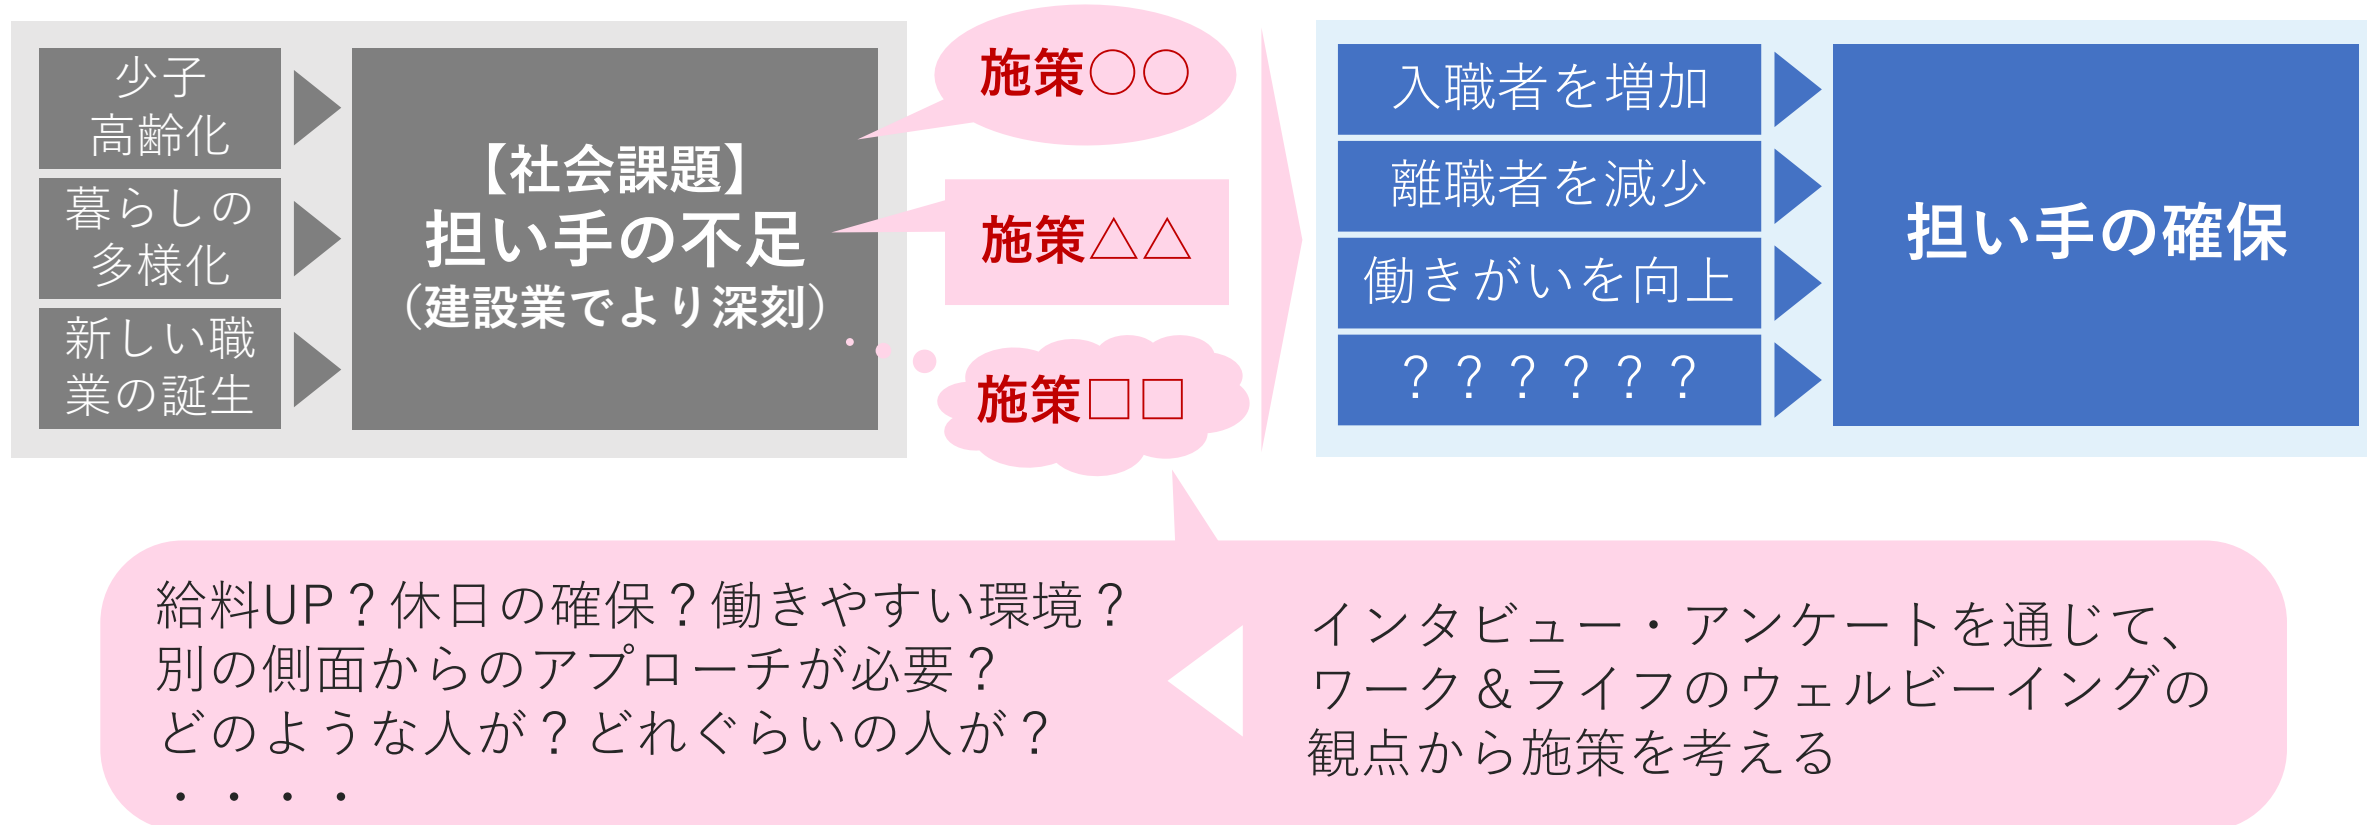 少子
高齢化
暮らしの
多様化
新しい職
業の誕生
【社会課題】
担い手の不足
（建設業でより深刻）
施策〇〇
施策△△
施策□□
入職者を増加
離職者を減少
働きがいを向上
？？？？？？
担い手の確保
給料UP？休日の確保？働きやすい環境？
別の側面からのアプローチが必要？
どのような人が？どれぐらいの人が？
・・・・
インタビュー・アンケートを通じて、
ワーク＆ライフのウェルビーイングの
観点から施策を考える